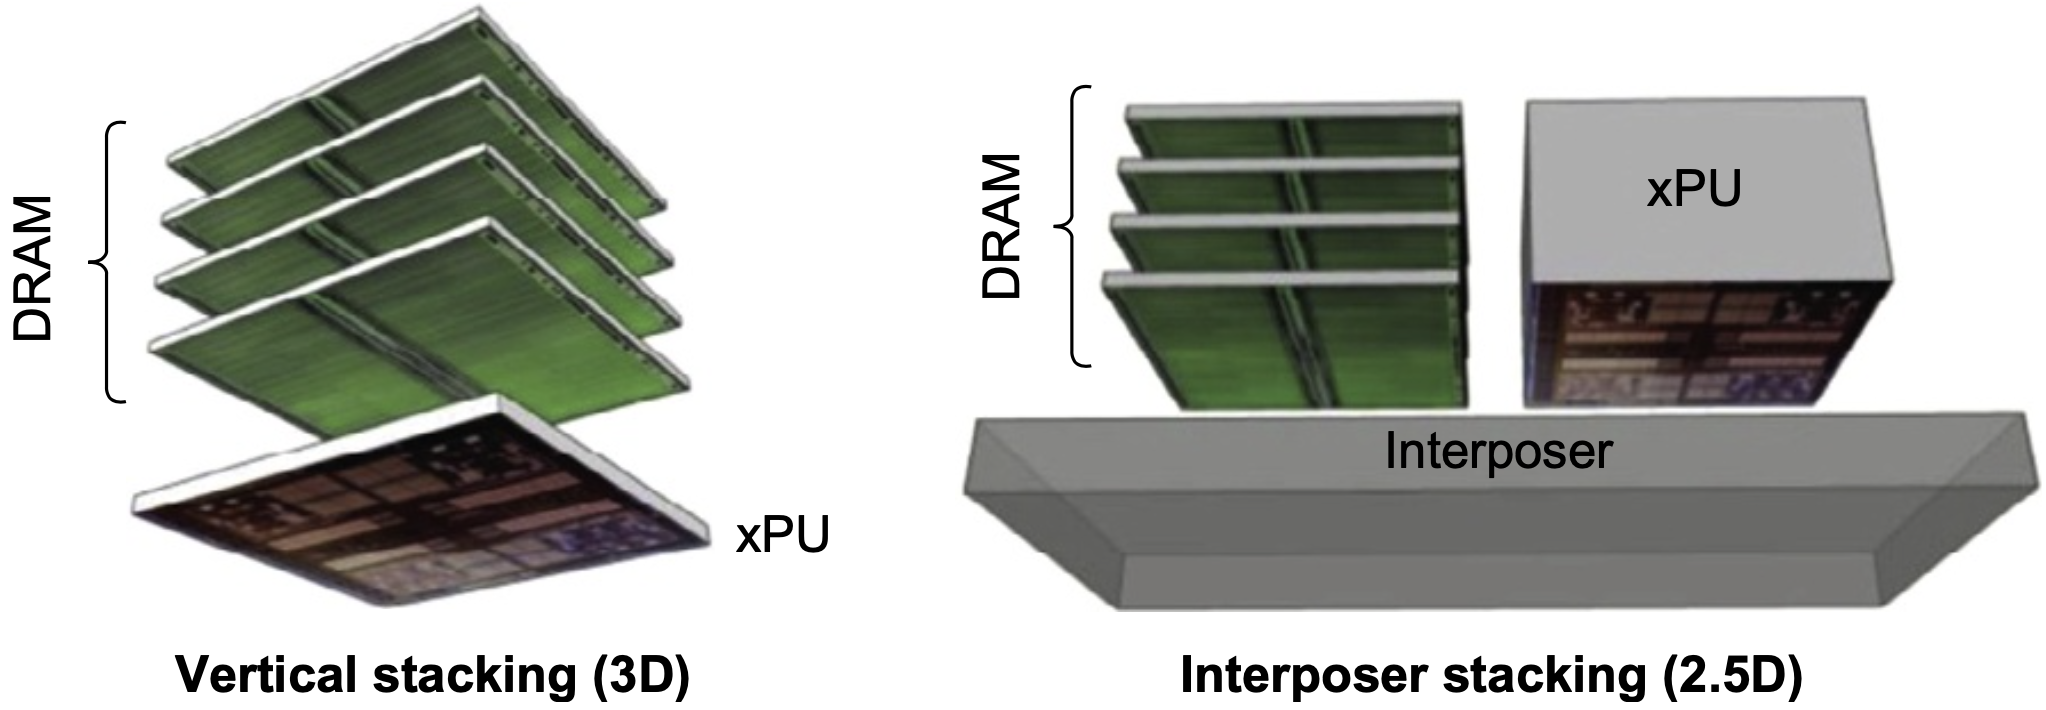 DRAM
xPU
Vertical stacking (3D)
DRAM
xPU
Interposer
Interposer stacking (2.5D)